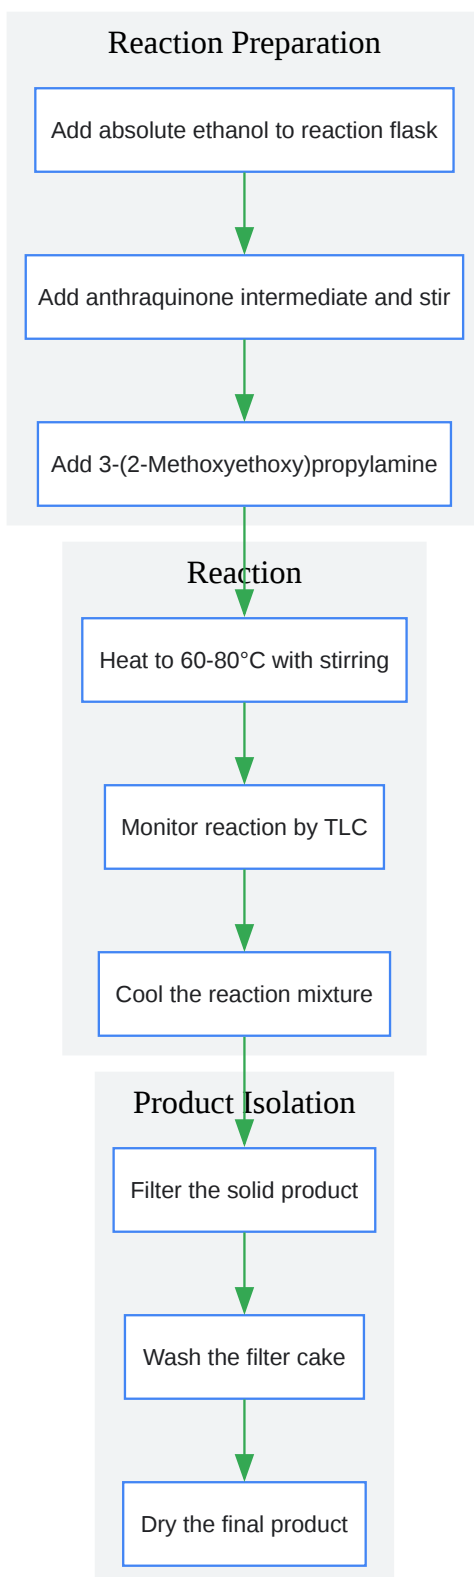 Reaction Preparation
Add absolute ethanol to reaction flask
Add anthraquinone intermediate and stir
Add 3-(2-Methoxyethoxy)propylamine
Reaction
Heat to 60-80°C with stirring
Monitor reaction by TLC
Cool the reaction mixture
Product Isolation
Filter the solid product
Wash the filter cake
Dry the final product